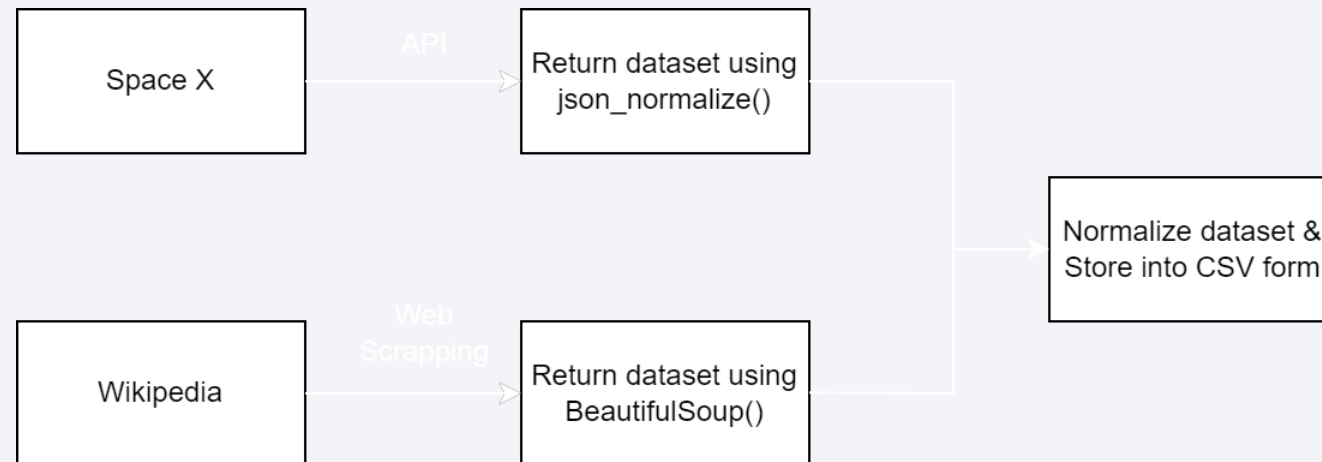 Space X
API
Return dataset using
json_normalize()
Normalize dataset &
Store into CSV form
Wikipedia
Web
Scrapping
Return dataset using
BeautifulSoup()